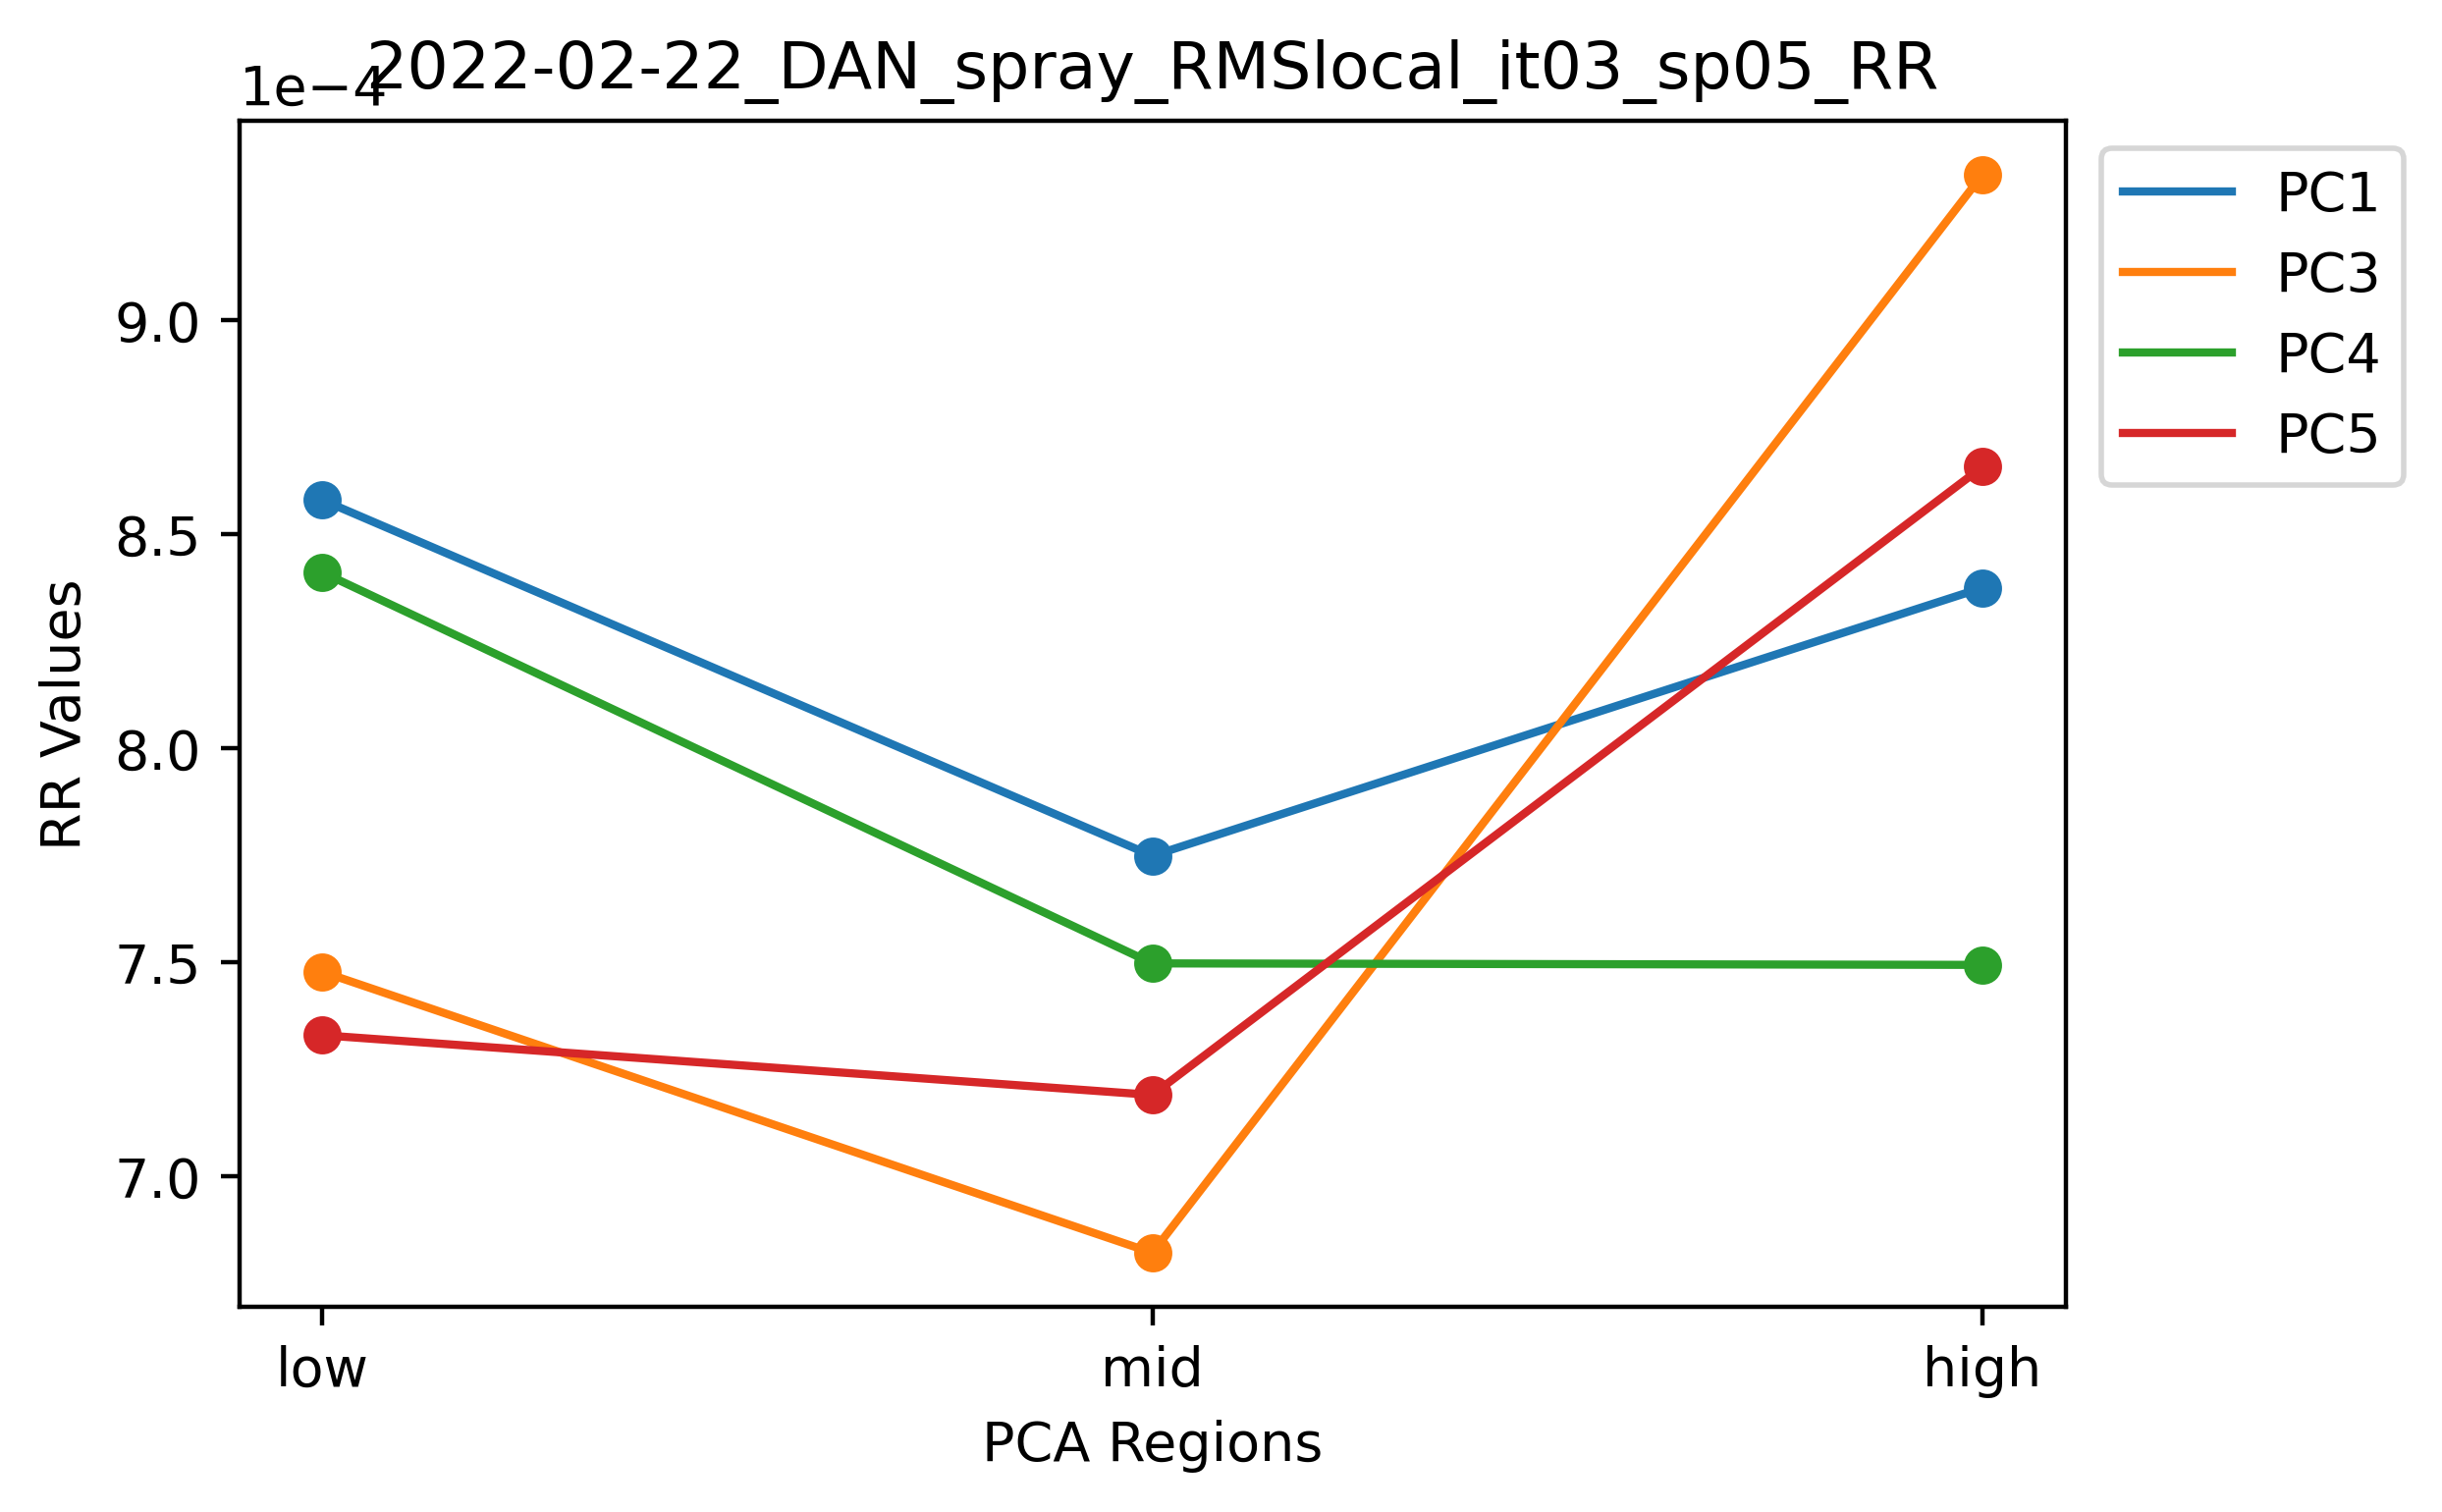 1e−4
2022-02-22_DAN_spray_RMSlocal_it03_sp05_RR
PC1
PC3
PC4
PC5
RR Values
9.0
8.5
8.0
7.5
7.0
low
mid
high
PCA Regions